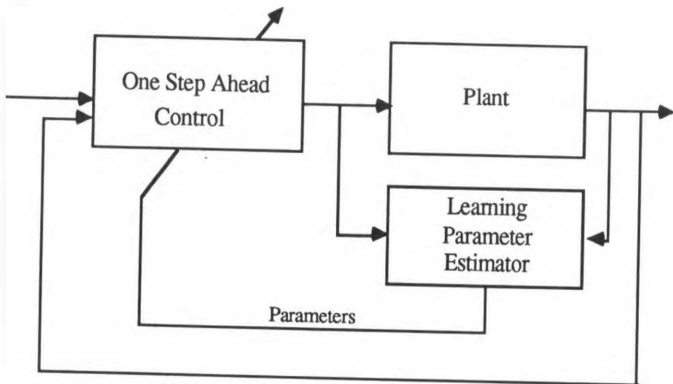 One Step Ahead
Control
Plant
Learning
Parameter
Estimator
Parameters